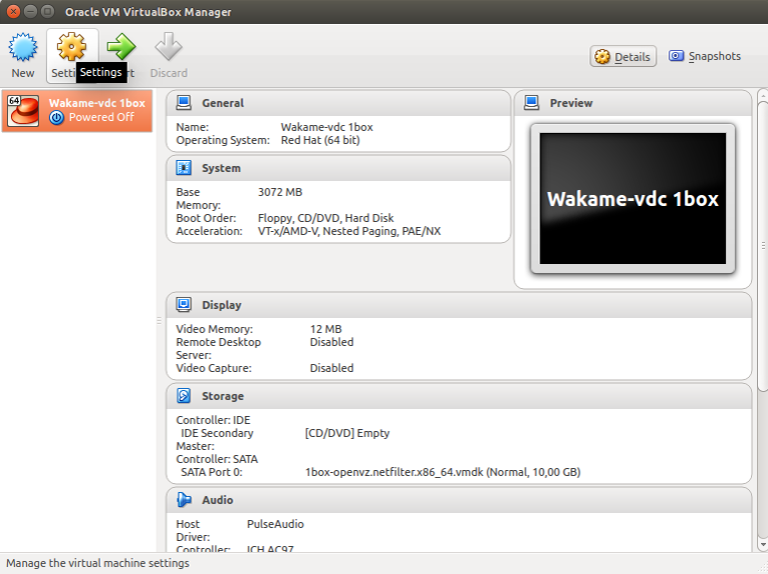 Oracle VM VirtualBox Manager
New
Settings
Discard
Details
Snapshots
64
Wakame-vdc 1box
Powered Off
General
Name: Wakame-vdc 1box
Operating System: Red Hat (64 bit)
Preview
Wakame-vdc 1box
System
Base Memory: 3072 MB
Boot Order: Floppy, CD/DVD, Hard Disk
Acceleration: VT-x/AMD-V, Nested Paging, PAE/NX
Display
Video Memory: 12 MB
Remote Desktop Server: Disabled
Video Capture: Disabled
Storage
Controller: IDE
IDE Secondary Master: [CD/DVD] Empty
Controller: SATA
SATA Port 0: 1box-openvz.netfilter.x86_64.vmdk (Normal, 10,00 GB)
Audio
Host Driver: PulseAudio
Controller: ICH AC97
Manage the virtual machine settings